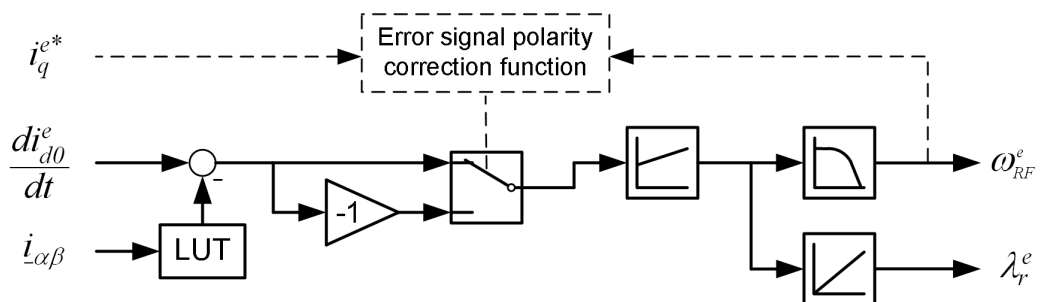 i_q^{e*}
Error signal polarity
correction function
di_{d0}^e
dt
-
-1
ω_{RF}^e
i_{αβ}
LUT
λ_r^e